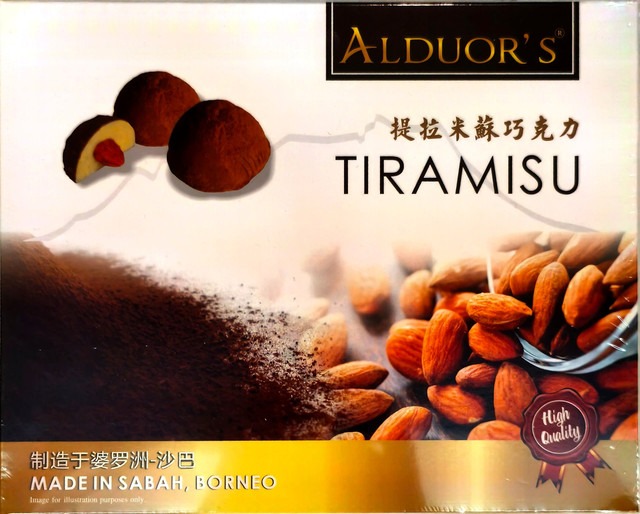 ALDUOR'S®
提拉米蘇巧克力
TIRAMISU
High
Quality
制造于婆罗洲-沙巴
MADE IN SABAH, BORNEO
Image for illustration purposes only